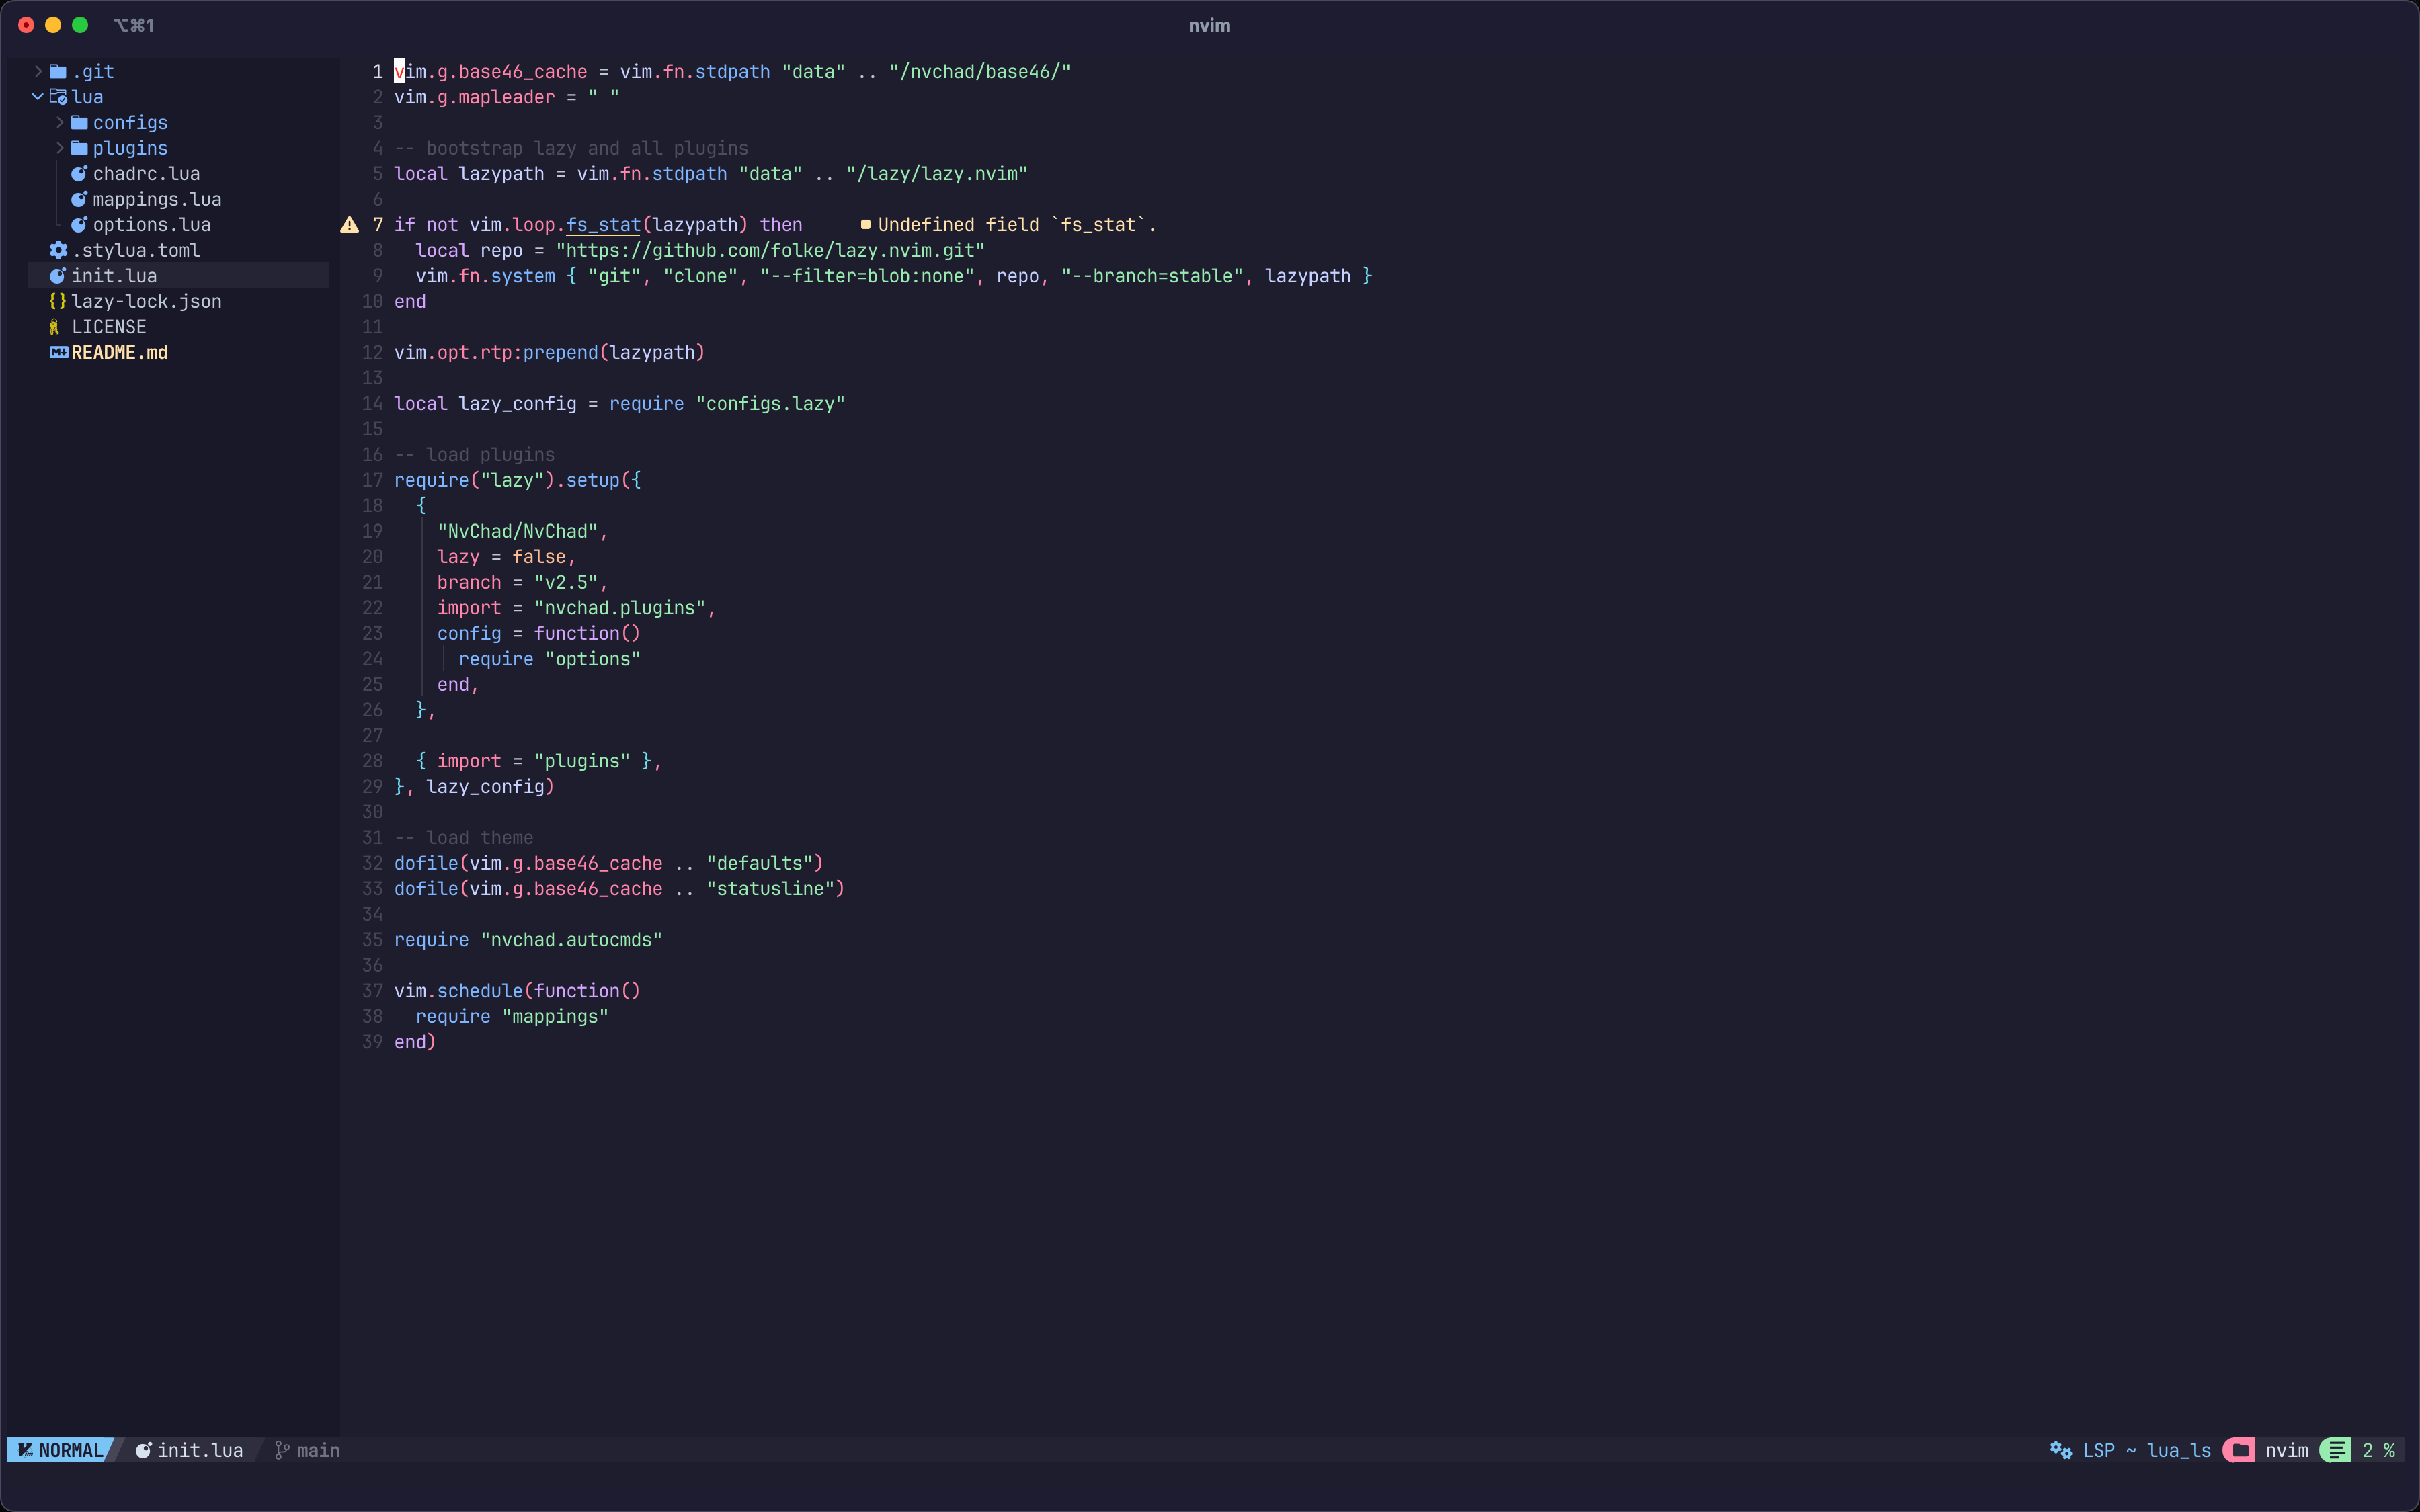 ⌥⌘1
nvim
.git
lua
configs
plugins
chadrc.lua
mappings.lua
options.lua
.stylua.toml
init.lua
lazy-lock.json
LICENSE
README.md
1 vim.g.base46_cache = vim.fn.stdpath "data" .. "/nvchad/base46/"
2 vim.g.mapleader = " "
3
4 -- bootstrap lazy and all plugins
5 local lazypath = vim.fn.stdpath "data" .. "/lazy/lazy.nvim"
6
7 if not vim.loop.fs_stat(lazypath) then     ■ Undefined field `fs_stat`.
8   local repo = "https://github.com/folke/lazy.nvim.git"
9   vim.fn.system { "git", "clone", "--filter=blob:none", repo, "--branch=stable", lazypath }
10 end
11
12 vim.opt.rtp:prepend(lazypath)
13
14 local lazy_config = require "configs.lazy"
15
16 -- load plugins
17 require("lazy").setup({
18   {
19     "NvChad/NvChad",
20     lazy = false,
21     branch = "v2.5",
22     import = "nvchad.plugins",
23     config = function()
24       require "options"
25     end,
26   },
27
28   { import = "plugins" },
29 }, lazy_config)
30
31 -- load theme
32 dofile(vim.g.base46_cache .. "defaults")
33 dofile(vim.g.base46_cache .. "statusline")
34
35 require "nvchad.autocmds"
36
37 vim.schedule(function()
38   require "mappings"
39 end)
NORMAL init.lua main LSP ~ lua_ls nvim 2 %